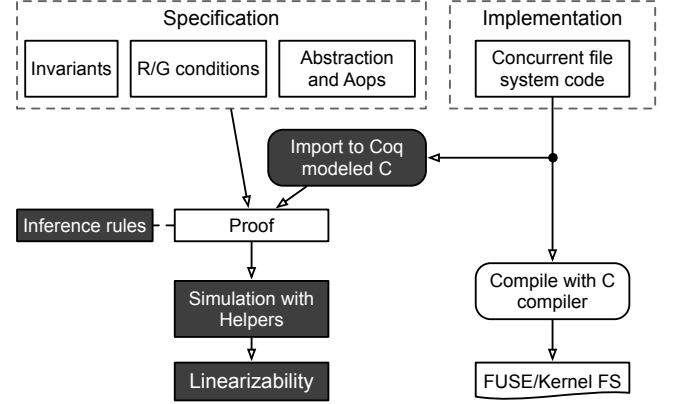 Specification
Implementation
Invariants
R/G conditions
Abstraction
and Aops
Concurrent file
system code
Import to Coq
modeled C
Inference rules
Proof
Simulation with
Helpers
Compile with C
compiler
Linearizability
FUSE/Kernel FS